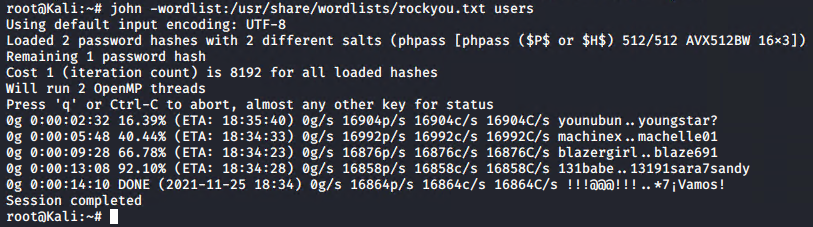 root@Kali:~# john -wordlist:/usr/share/wordlists/rockyou.txt users
Using default input encoding: UTF-8
Loaded 2 password hashes with 2 different salts (phpass [phpass ($P$ or $H$) 512/512 AVX512BW 16×3])
Remaining 1 password hash
Cost 1 (iteration count) is 8192 for all loaded hashes
Will run 2 OpenMP threads
Press 'q' or Ctrl-C to abort, almost any other key for status
0g 0:00:02:32 16.39% (ETA: 18:35:40) 0g/s 16904p/s 16904c/s 16904C/s younubun..youngstar?
0g 0:00:05:48 40.44% (ETA: 18:34:33) 0g/s 16992p/s 16992c/s 16992C/s machinex..machelle01
0g 0:00:09:28 66.78% (ETA: 18:34:23) 0g/s 16876p/s 16876c/s 16876C/s blazergirl..blaze691
0g 0:00:13:08 92.10% (ETA: 18:34:28) 0g/s 16858p/s 16858c/s 16858C/s 131babe..13191sara7sandy
0g 0:00:14:10 DONE (2021-11-25 18:34) 0g/s 16864p/s 16864c/s 16864C/s !!!@@@!!!..*7¡Vamos!
Session completed
root@Kali:~#